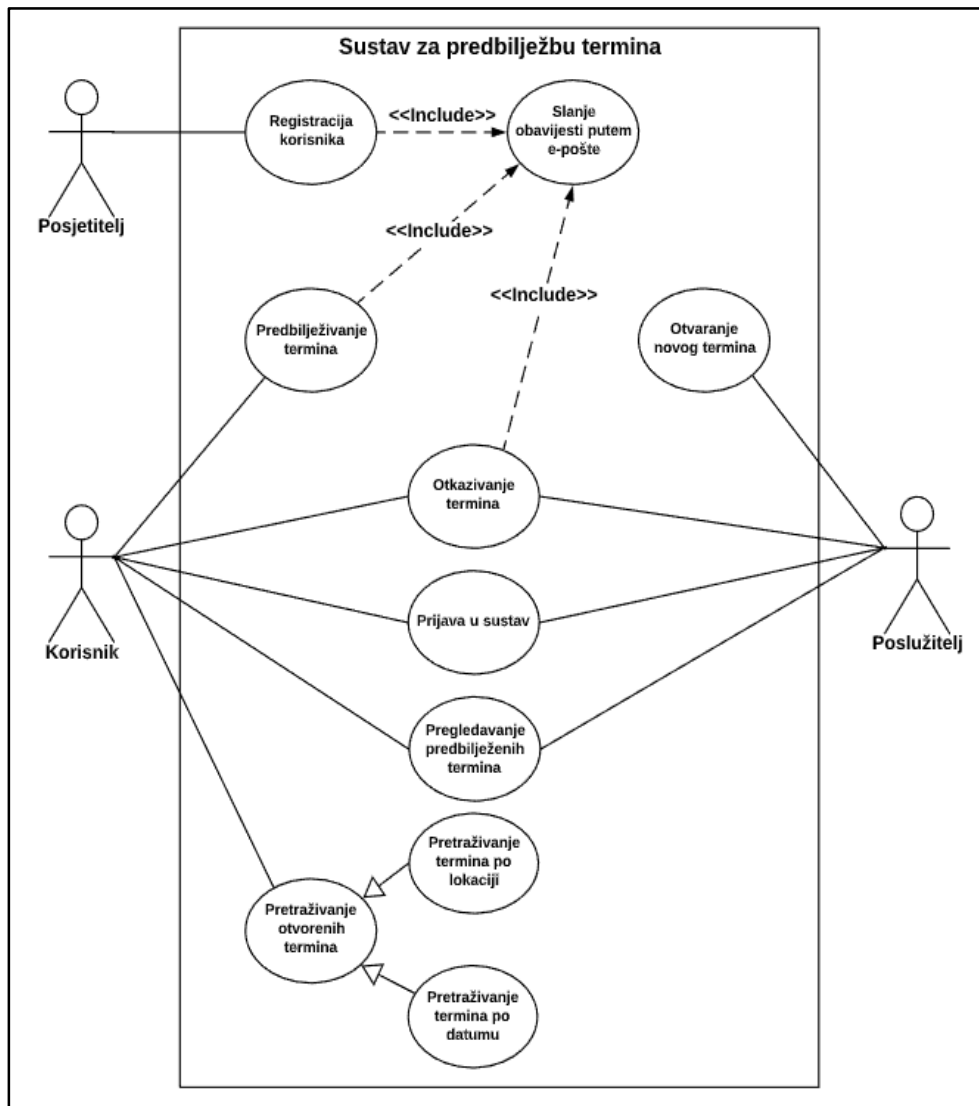 Sustav za predbilježbu termina
Registracija
korisnika
<<Include>>
Slanje
obavijesti putem
e-pošte
Posjetitelj
<<Include>>
<<Include>>
Predbilježivanje
termina
Otvaranje
novog termina
Otkazivanje
termina
Korisnik
Prijava u sustav
Poslužitelj
Pregledavanje
predbilježenih
termina
Pretraživanje
termina po
lokaciji
Pretraživanje
otvorenih
termina
Pretraživanje
termina po
datumu